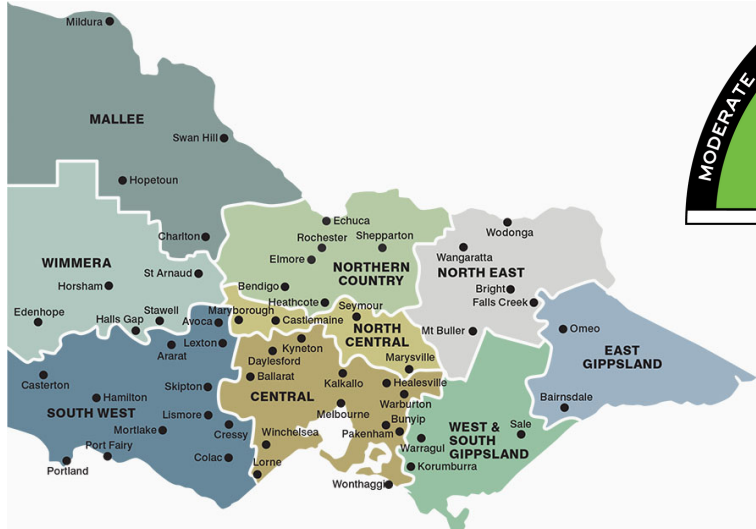 Mildura
MALLEE
MODERATE
Swan Hill
Hopetoun
Echuca
Wodonga
Charlton
Rochester
Shepparton
Wangaratta
Elmore
NORTHERN
COUNTRY
NORTH EAST
WIMMERA
St Arnaud
Horsham
Bendigo
Bright
Falls Creek
Heathcote
Seymour
Edenhope
Halls Gap
Stawell
Avoca
Maryborough
Castlemaine
NORTH
CENTRAL
Mt Buller
Omeo
Ararat
Lexton
Kyneton
Daylesford
Marysville
EAST
GIPPSLAND
Casterton
Skipton
Ballarat
Kalkallo
Healesville
Hamilton
CENTRAL
Warburton
Bairnsdale
SOUTH WEST
Lismore
Melbourne
Bunyip
Mortlake
Cressy
Winchelsea
Pakenham
WEST &
SOUTH
GIPPSLAND
Sale
Port Fairy
Warragul
Portland
Colac
Lorne
Korumburra
Wonthaggi